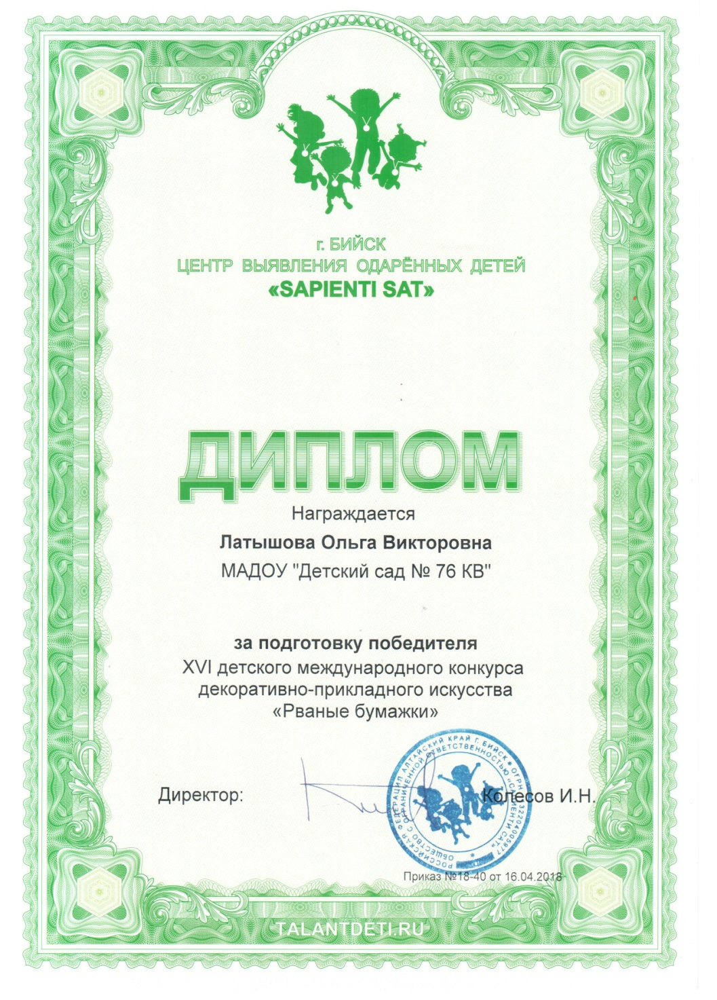 г. БИЙСК
ЦЕНТР ВЫЯВЛЕНИЯ ОДАРЁННЫХ ДЕТЕЙ
«SAPIENTI SAT»
ДИПЛОМ
Награждается
Латышова Ольга Викторовна
МАДОУ "Детский сад № 76 КВ"
за подготовку победителя
XVI детского международного конкурса
декоративно-прикладного искусства
«Рваные бумажки»
РОССИЙСКАЯ ФЕДЕРАЦИЯ АЛТАЙСКИЙ КРАЙ Г. БИЙСК * ОГРН
ОБЩЕСТВО С ОГРАНИЧЕННОЙ ОТВЕТСТВЕННОСТЬЮ «САПИЕНТИ САТ»
Директор: Колесов И.Н.
Приказ №18-40 от 16.04.2018
TALANTDETI.RU